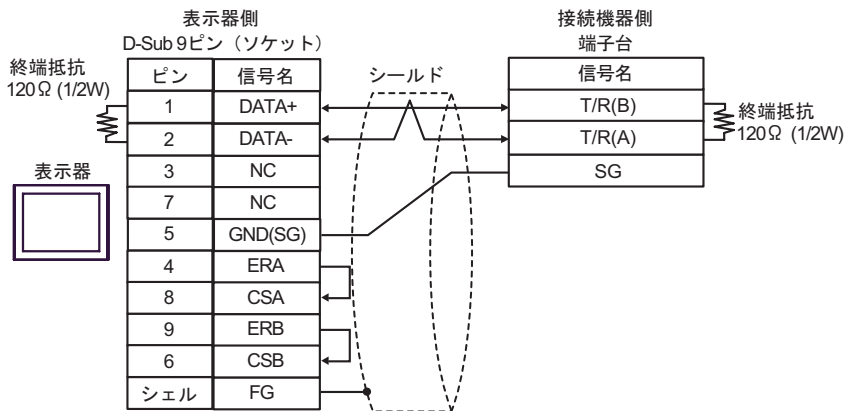 表示器側
D-Sub 9ピン（ソケット）
接続機器側
端子台
終端抵抗
120Ω (1/2W)
ピン 信号名
1 DATA+
2 DATA-
3 NC
7 NC
5 GND(SG)
4 ERA
8 CSA
9 ERB
6 CSB
シェル FG
表示器
シールド
信号名
T/R(B)
T/R(A)
SG
終端抵抗
120Ω (1/2W)